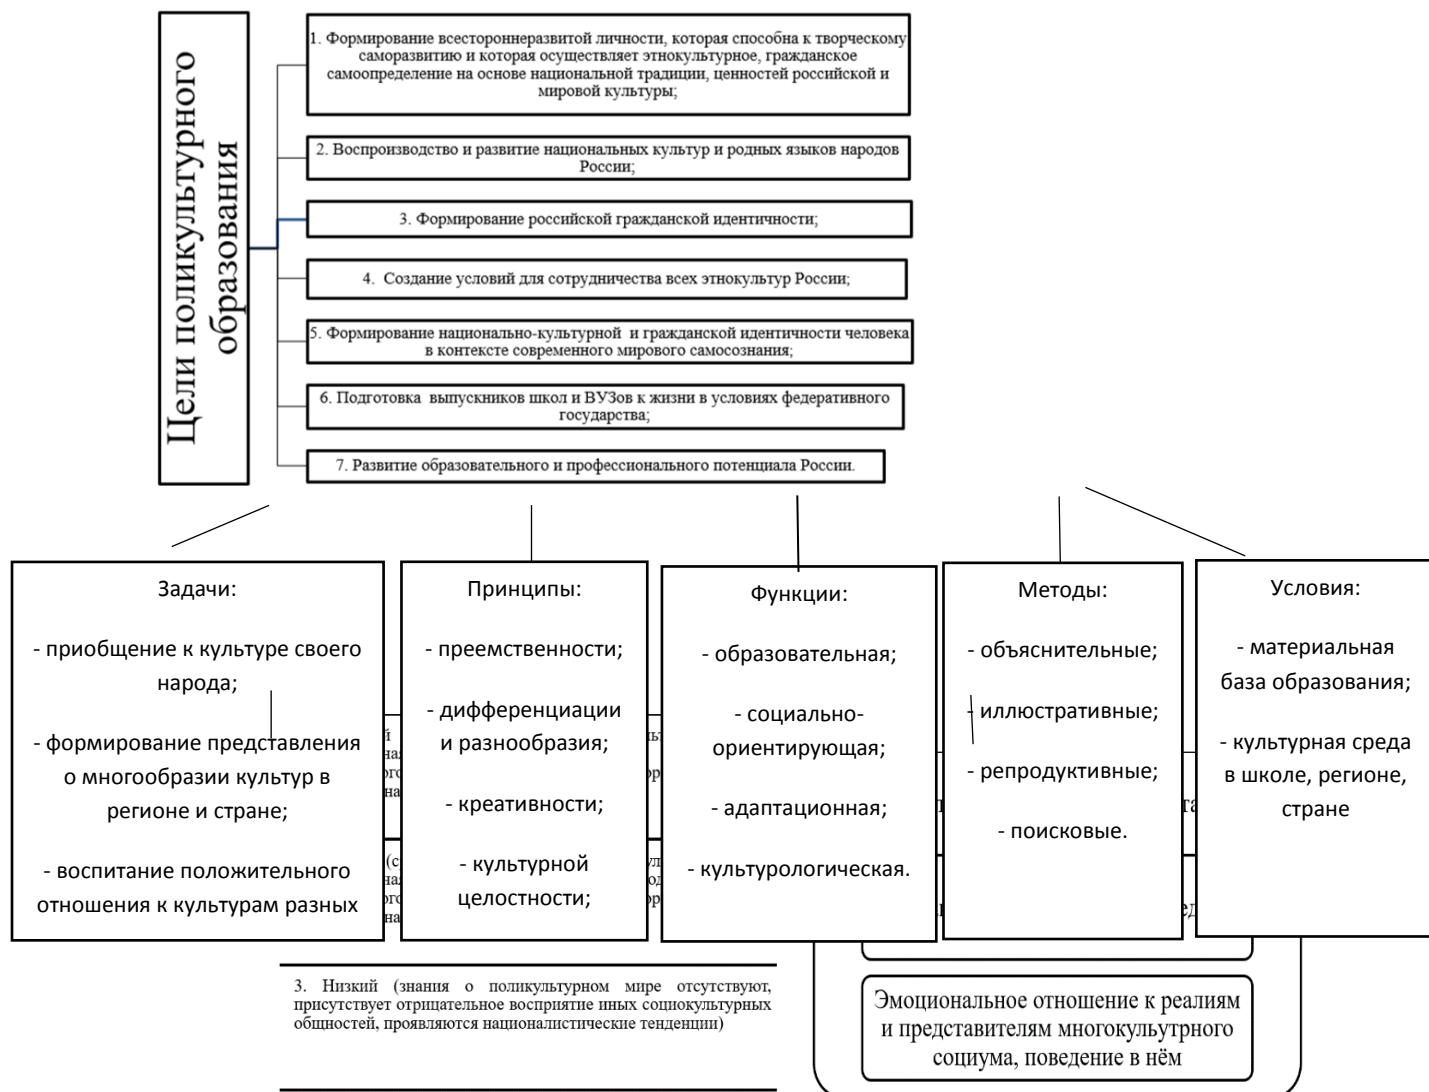 Цели поликультурного
образования
1. Формирование всестороннеразвитой личности, которая способна к творческому
саморазвитию и которая осуществляет этнокультурное, гражданское
самоопределение на основе национальной традиции, ценностей российской и
мировой культуры;
2. Воспроизводство и развитие национальных культур и родных языков народов
России;
3. Формирование российской гражданской идентичности;
4. Создание условий для сотрудничества всех этнокультур России;
5. Формирование национально-культурной и гражданской идентичности человека
в контексте современного мирового самосознания;
6. Подготовка выпускников школ и ВУЗов к жизни в условиях федеративного
государства;
7. Развитие образовательного и профессионального потенциала России.
Задачи:
- приобщение к культуре своего
народа;
- формирование представления
о многообразии культур в
регионе и стране;
- воспитание положительного
отношения к культурам разных
Принципы:
- преемственности;
- дифференциации
и разнообразия;
- креативности;
- культурной
целостности;
Функции:
- образовательная;
- социально-
ориентирующая;
- адаптационная;
- культурологическая.
Методы:
- объяснительные;
- иллюстративные;
- репродуктивные;
- поисковые.
Условия:
- материальная
база образования;
- культурная среда
в школе, регионе,
стране
3. Низкий (знания о поликультурном мире отсутствуют,
присутствует отрицательное восприятие иных социокультурных
общностей, проявляются националистические тенденции)
Эмоциональное отношение к реалиям
и представителям многокульутрного
социума, поведение в нём